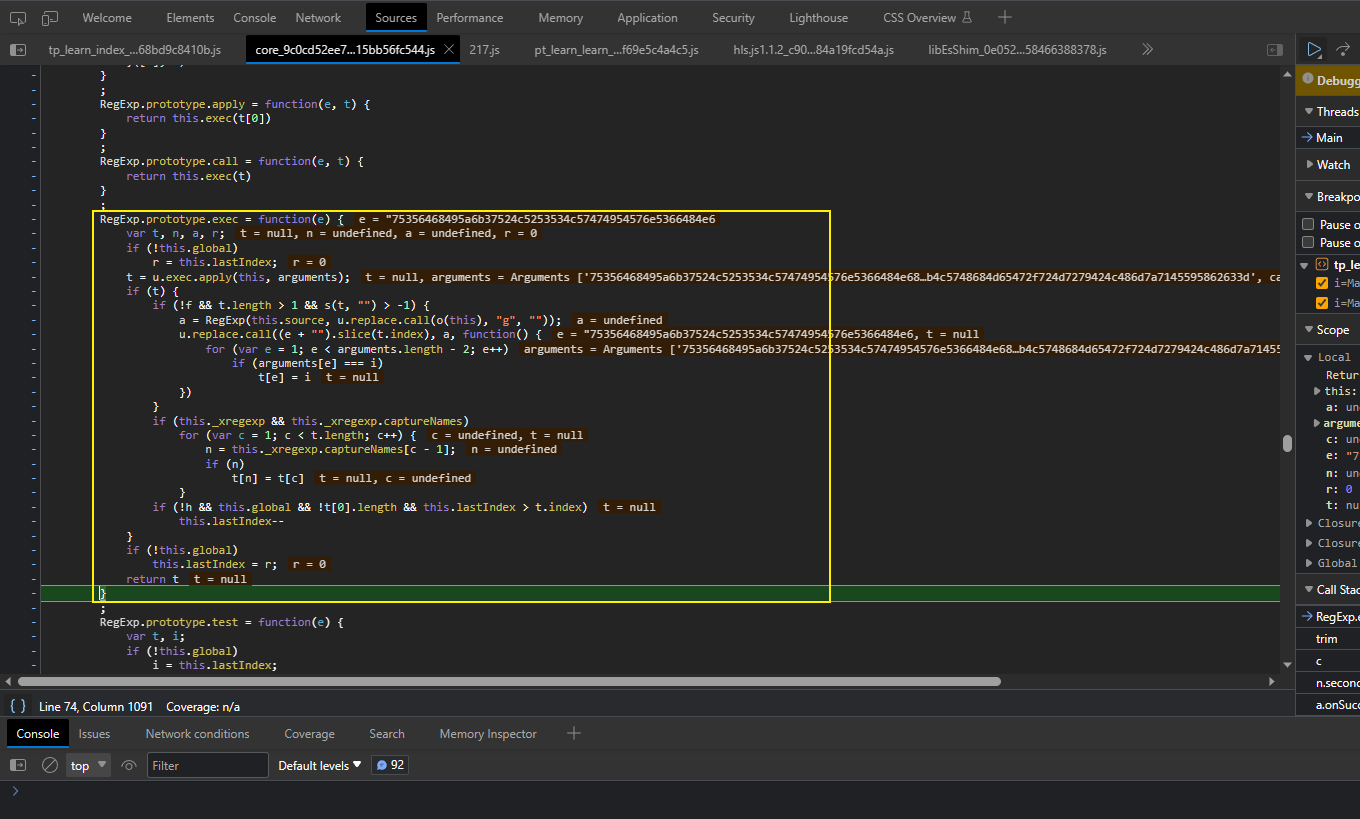 Welcome Elements Console Network Sources Performance Memory Application Security Lighthouse CSS Overview
tp_learn_index_...68bd9c8410b.js core_9c0cd52ee7...15bb56fc544.js 217.js pt_learn_learn_...f69e5c4a4c5.js hls.js1.1.2_c90...84a19fcd54a.js libEsShim_0e052...58466388378.js
}
;
RegExp.prototype.apply = function(e, t) {
return this.exec(t[0])
}
;
RegExp.prototype.call = function(e, t) {
return this.exec(t)
}
;
RegExp.prototype.exec = function(e) { e = "75356468495a6b37524c5253534c57474954576e5366484e6
var t, n, a, r; t = null, n = undefined, a = undefined, r = 0
if (!this.global)
r = this.lastIndex; r = 0
t = u.exec.apply(this, arguments); t = null, arguments = Arguments ['75356468495a6b37524c5253534c57474954576e5366484e68…b4c5748684d65472f724d7279424c486d7a7145595862633d', ca
if (t) {
if (!f && t.length > 1 && s(t, "") > -1) {
a = RegExp(this.source, u.replace.call(o(this), "g", "")); a = undefined
u.replace.call((e + "").slice(t.index), a, function() { e = "75356468495a6b37524c5253534c57474954576e5366484e6, t = null
for (var e = 1; e < arguments.length - 2; e++) arguments = Arguments ['75356468495a6b37524c5253534c57474954576e5366484e68…b4c5748684d65472f724d7279424c486d7a71455
if (arguments[e] === i)
t[e] = i t = null
})
}
if (this._xregexp && this._xregexp.captureNames)
for (var c = 1; c < t.length; c++) { c = undefined, t = null
n = this._xregexp.captureNames[c - 1]; n = undefined
if (n)
t[n] = t[c] t = null, c = undefined
}
if (!h && this.global && !t[0].length && this.lastIndex > t.index) t = null
this.lastIndex--
}
if (!this.global)
this.lastIndex = r; r = 0
return t t = null
}
;
RegExp.prototype.test = function(e) {
var t, i;
if (!this.global)
i = this.lastIndex;
{ } Line 74, Column 1091 Coverage: n/a
Debugg
Threads
Main
Watch
Breakpo
Pause o
Pause o
tp_le
i=Ma
i=Ma
Scope
Local
Retur
this:
a: un
argume
c: un
e: "7
n: un
r: 0
t: nu
Closure
Closure
Global
Call Stac
RegExp.e
trim
c
n.second
a.onSucc
Console Issues Network conditions Coverage Search Memory Inspector
top Filter Default levels 92